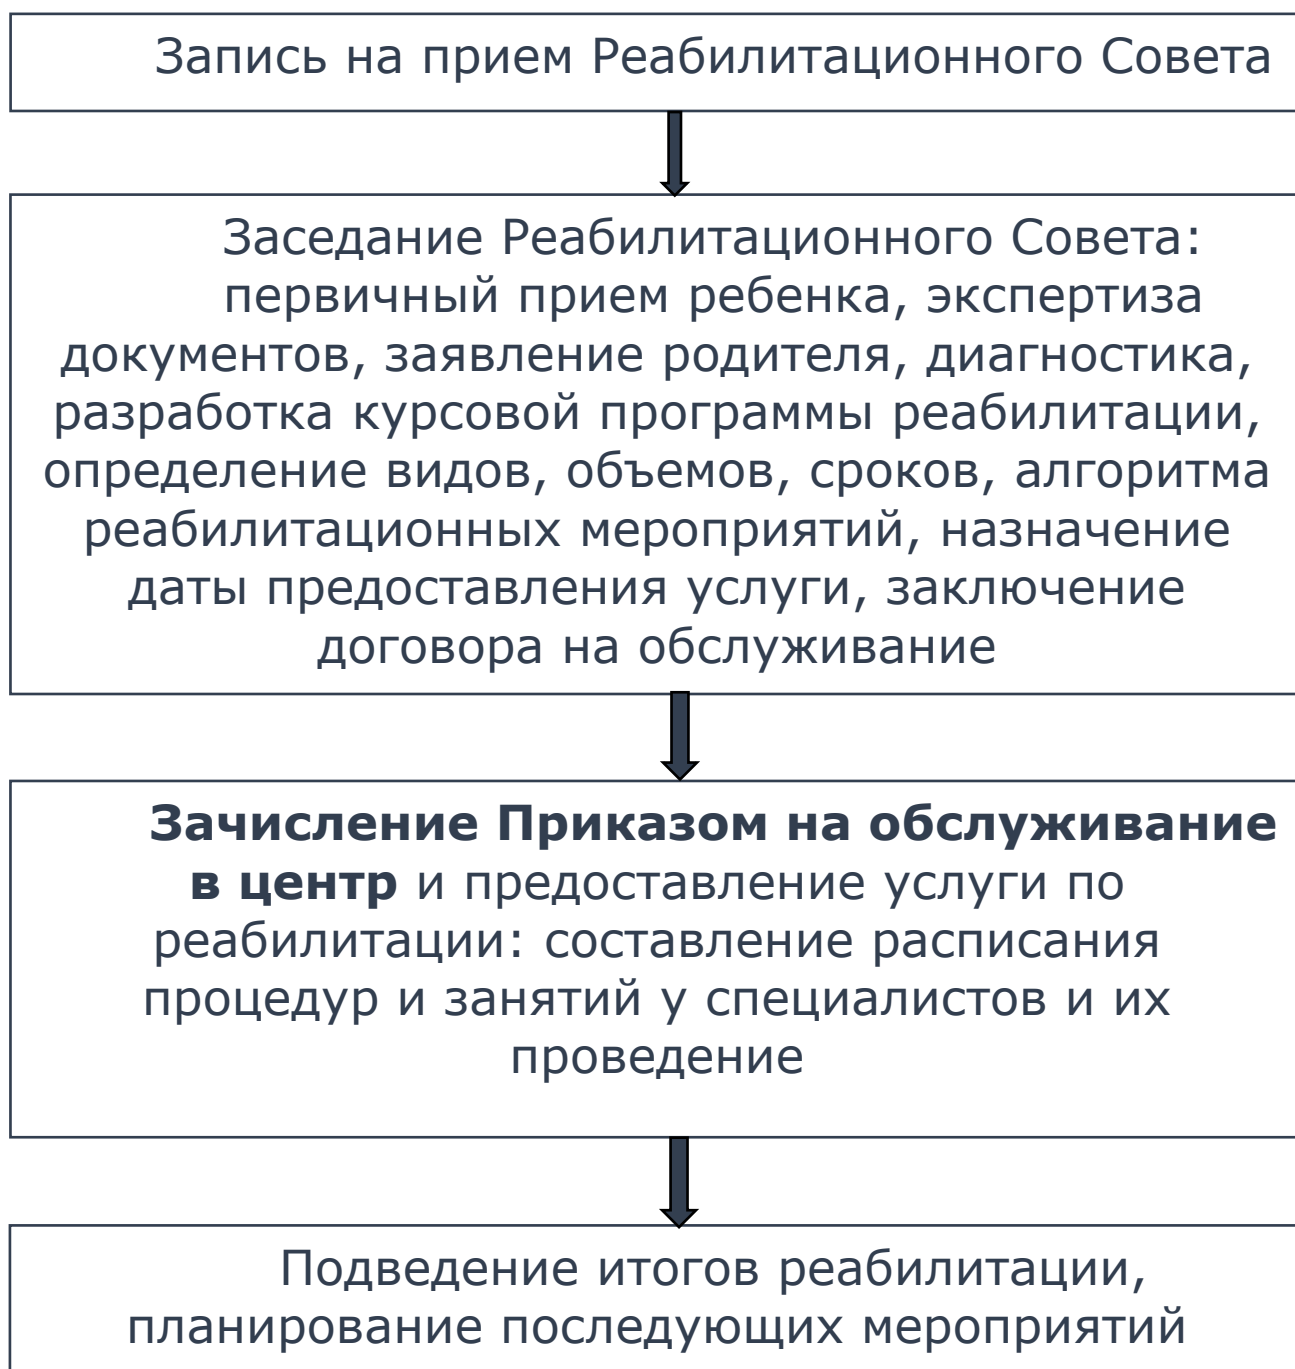 Запись на прием Реабилитационного Совета
Заседание Реабилитационного Совета:
первичный прием ребенка, экспертиза
документов, заявление родителя, диагностика,
разработка курсовой программы реабилитации,
определение видов, объемов, сроков, алгоритма
реабилитационных мероприятий, назначение
даты предоставления услуги, заключение
договора на обслуживание
Зачисление Приказом на обслуживание
в центр и предоставление услуги по
реабилитации: составление расписания
процедур и занятий у специалистов и их
проведение
Подведение итогов реабилитации,
планирование последующих мероприятий